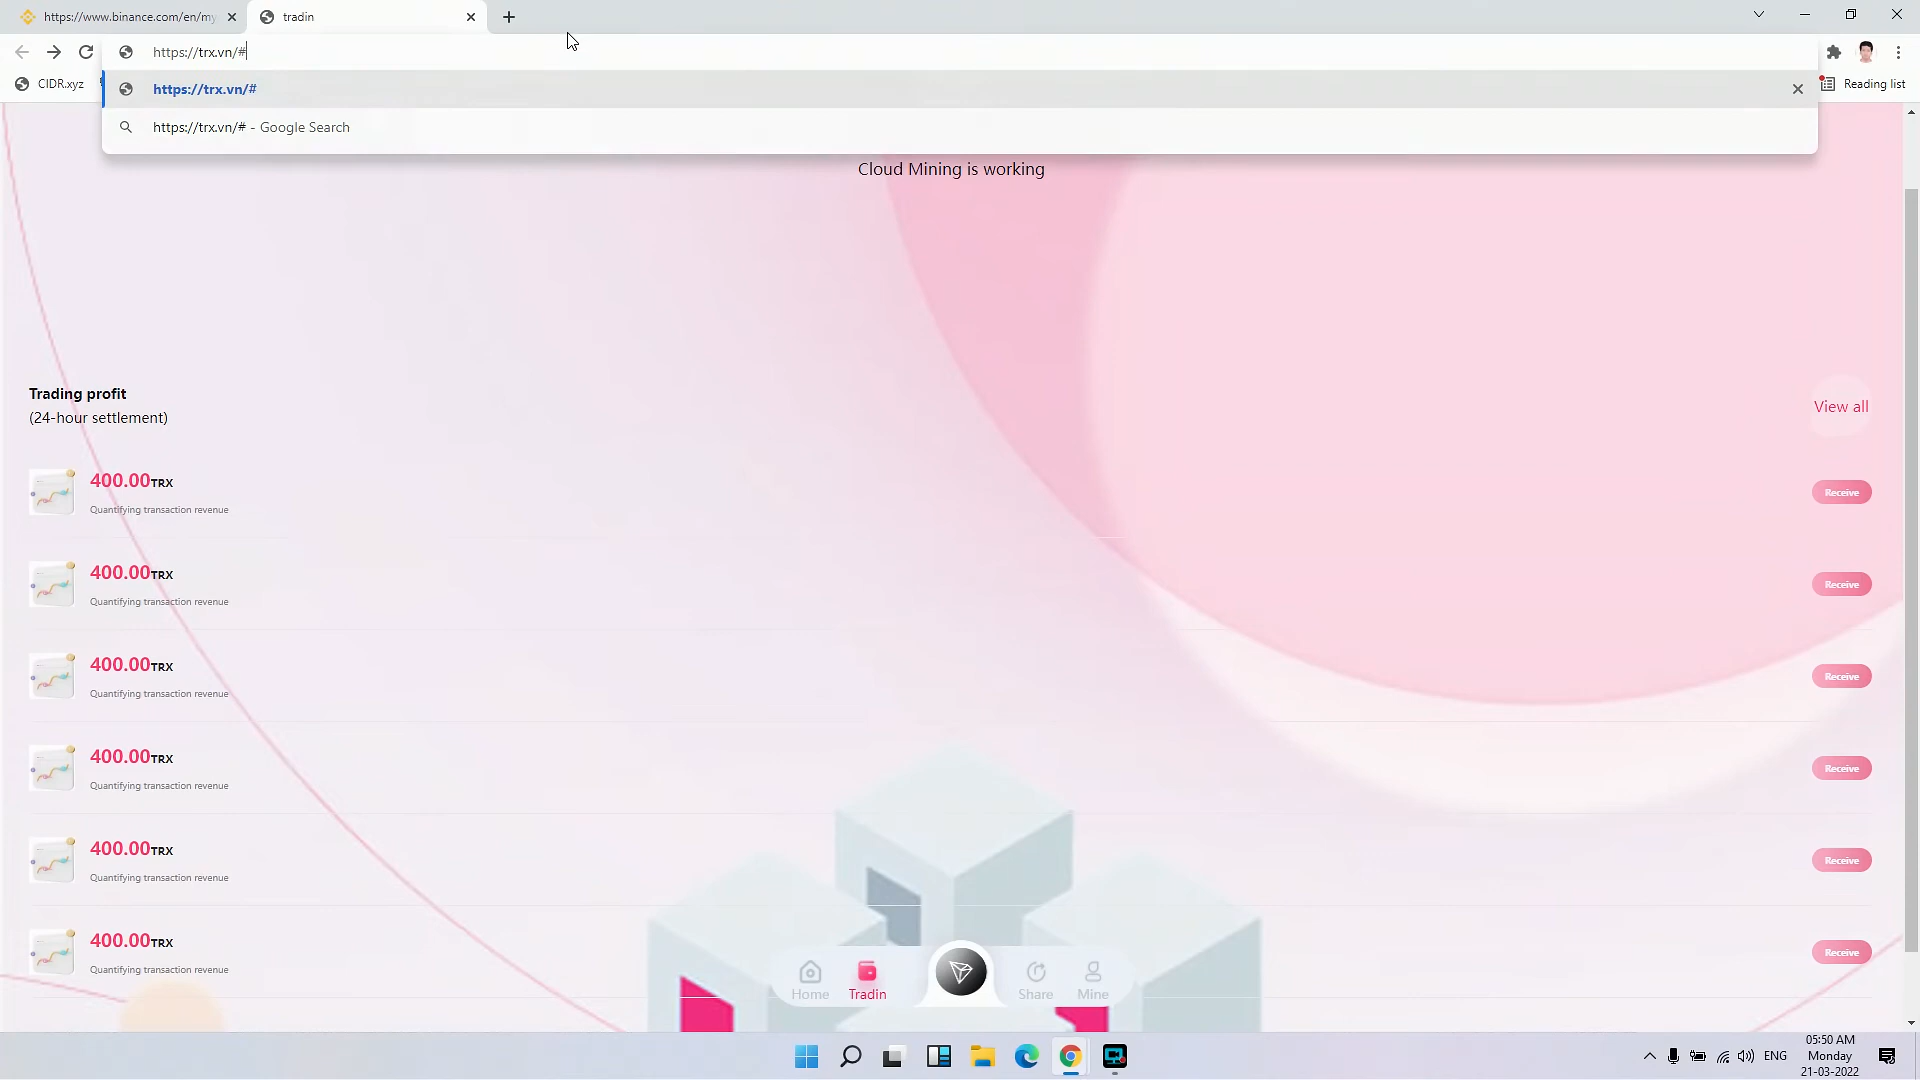 https://www.binance.com/en/my
tradin
https://trx.vn/#
CIDR.xyz
https://trx.vn/#
Reading list
https://trx.vn/# - Google Search
Cloud Mining is working
Trading profit
(24-hour settlement)
View all
400.00TRX
Quantifying transaction revenue
Receive
400.00TRX
Quantifying transaction revenue
Receive
400.00TRX
Quantifying transaction revenue
Receive
400.00TRX
Quantifying transaction revenue
Receive
400.00TRX
Quantifying transaction revenue
Receive
400.00TRX
Quantifying transaction revenue
Receive
Home
Tradin
Share
Mine
ENG
05:50 AM
Monday
21-03-2022